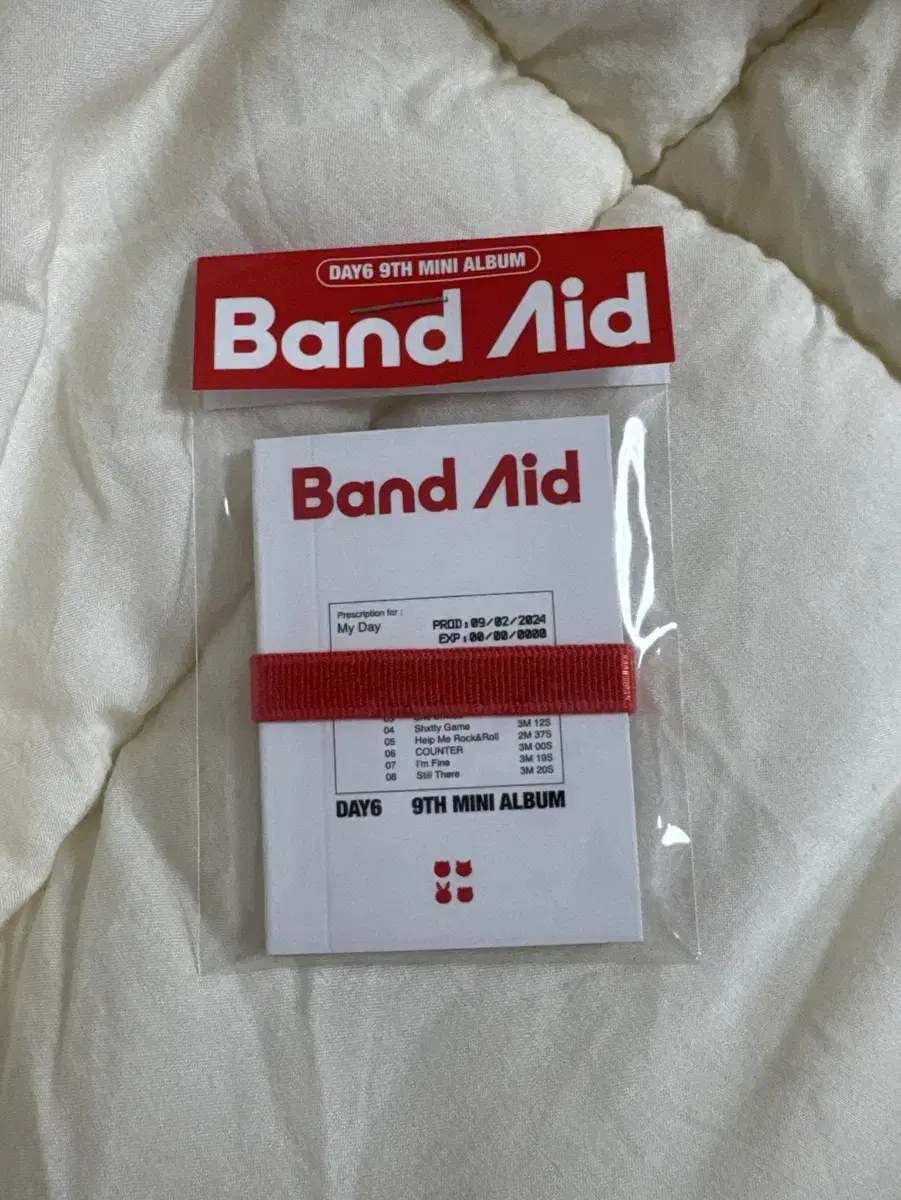 DAY6 9TH MINI ALBUM
Band Aid
Band Aid
Prescription for :
My Day
PROD : 09/02/2024
EXP : 00/00/0000
04 Shxtty Game 3M 12S
05 Help Me Rock&Roll 2M 37S
06 COUNTER 3M 00S
07 I'm Fine 3M 19S
08 Still There 3M 20S
DAY6 9TH MINI ALBUM